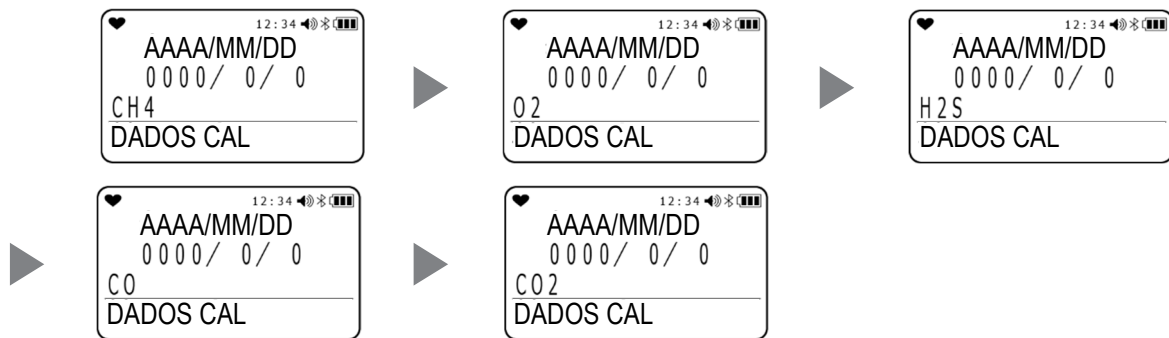 12:34
AAAA/MM/DD
0000/ 0/ 0
CH4
DADOS CAL
12:34
AAAA/MM/DD
0000/ 0/ 0
O2
DADOS CAL
12:34
AAAA/MM/DD
0000/ 0/ 0
H2S
DADOS CAL
12:34
AAAA/MM/DD
0000/ 0/ 0
CO
DADOS CAL
12:34
AAAA/MM/DD
0000/ 0/ 0
CO2
DADOS CAL